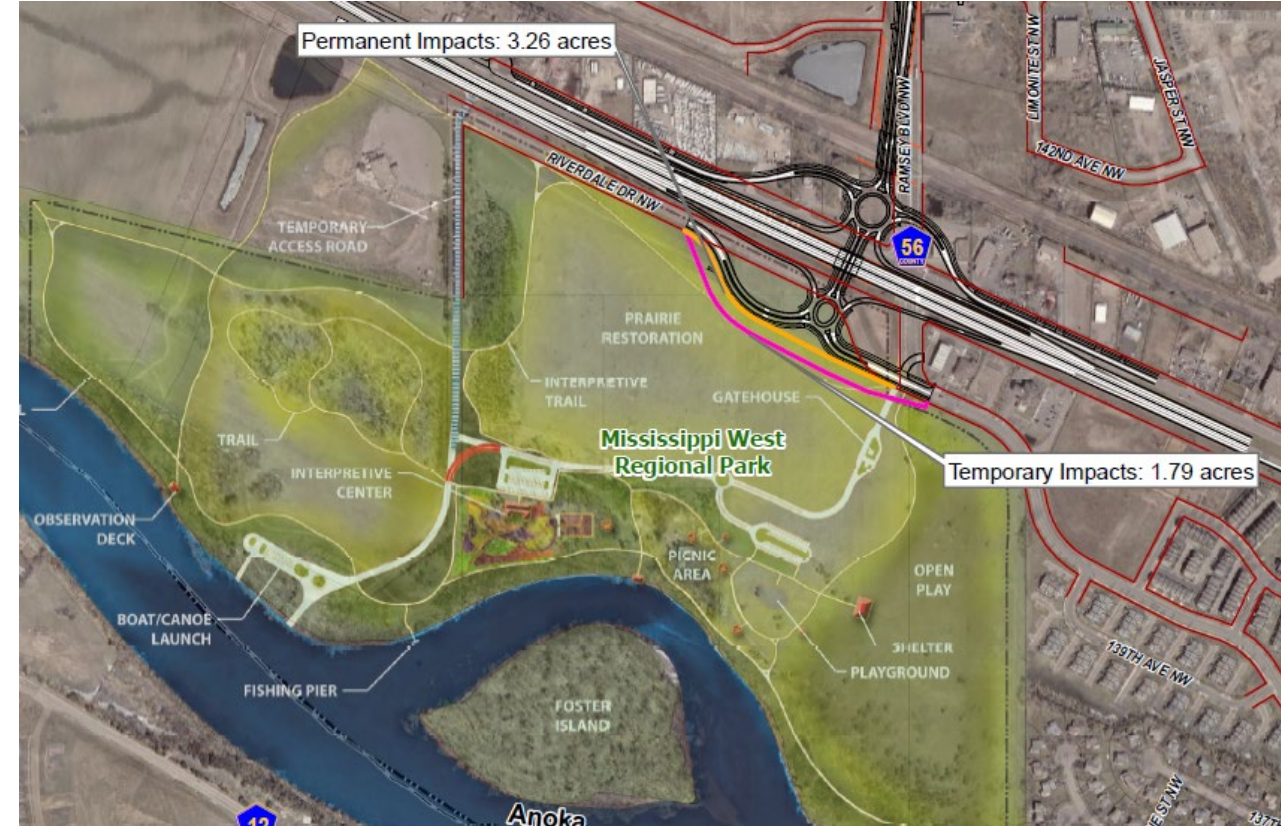 Permanent Impacts: 3.26 acres
LIMONITE ST NW
JASPER ST NW
RAMSEY BLVD NW
142ND AVE NW
RIVERDALE DR NW
TEMPORARY
ACCESS ROAD
56
COUNTY
PRAIRIE
RESTORATION
INTERPRETIVE
TRAIL
GATEHOUSE
TRAIL
Mississippi West
Regional Park
INTERPRETIVE
CENTER
Temporary Impacts: 1.79 acres
OBSERVATION
DECK
PICNIC
AREA
OPEN
PLAY
BOAT/CANOE
LAUNCH
SHELTER
PLAYGROUND
139TH AVE NW
FISHING PIER
FOSTER
ISLAND
Anoka
12
137TH